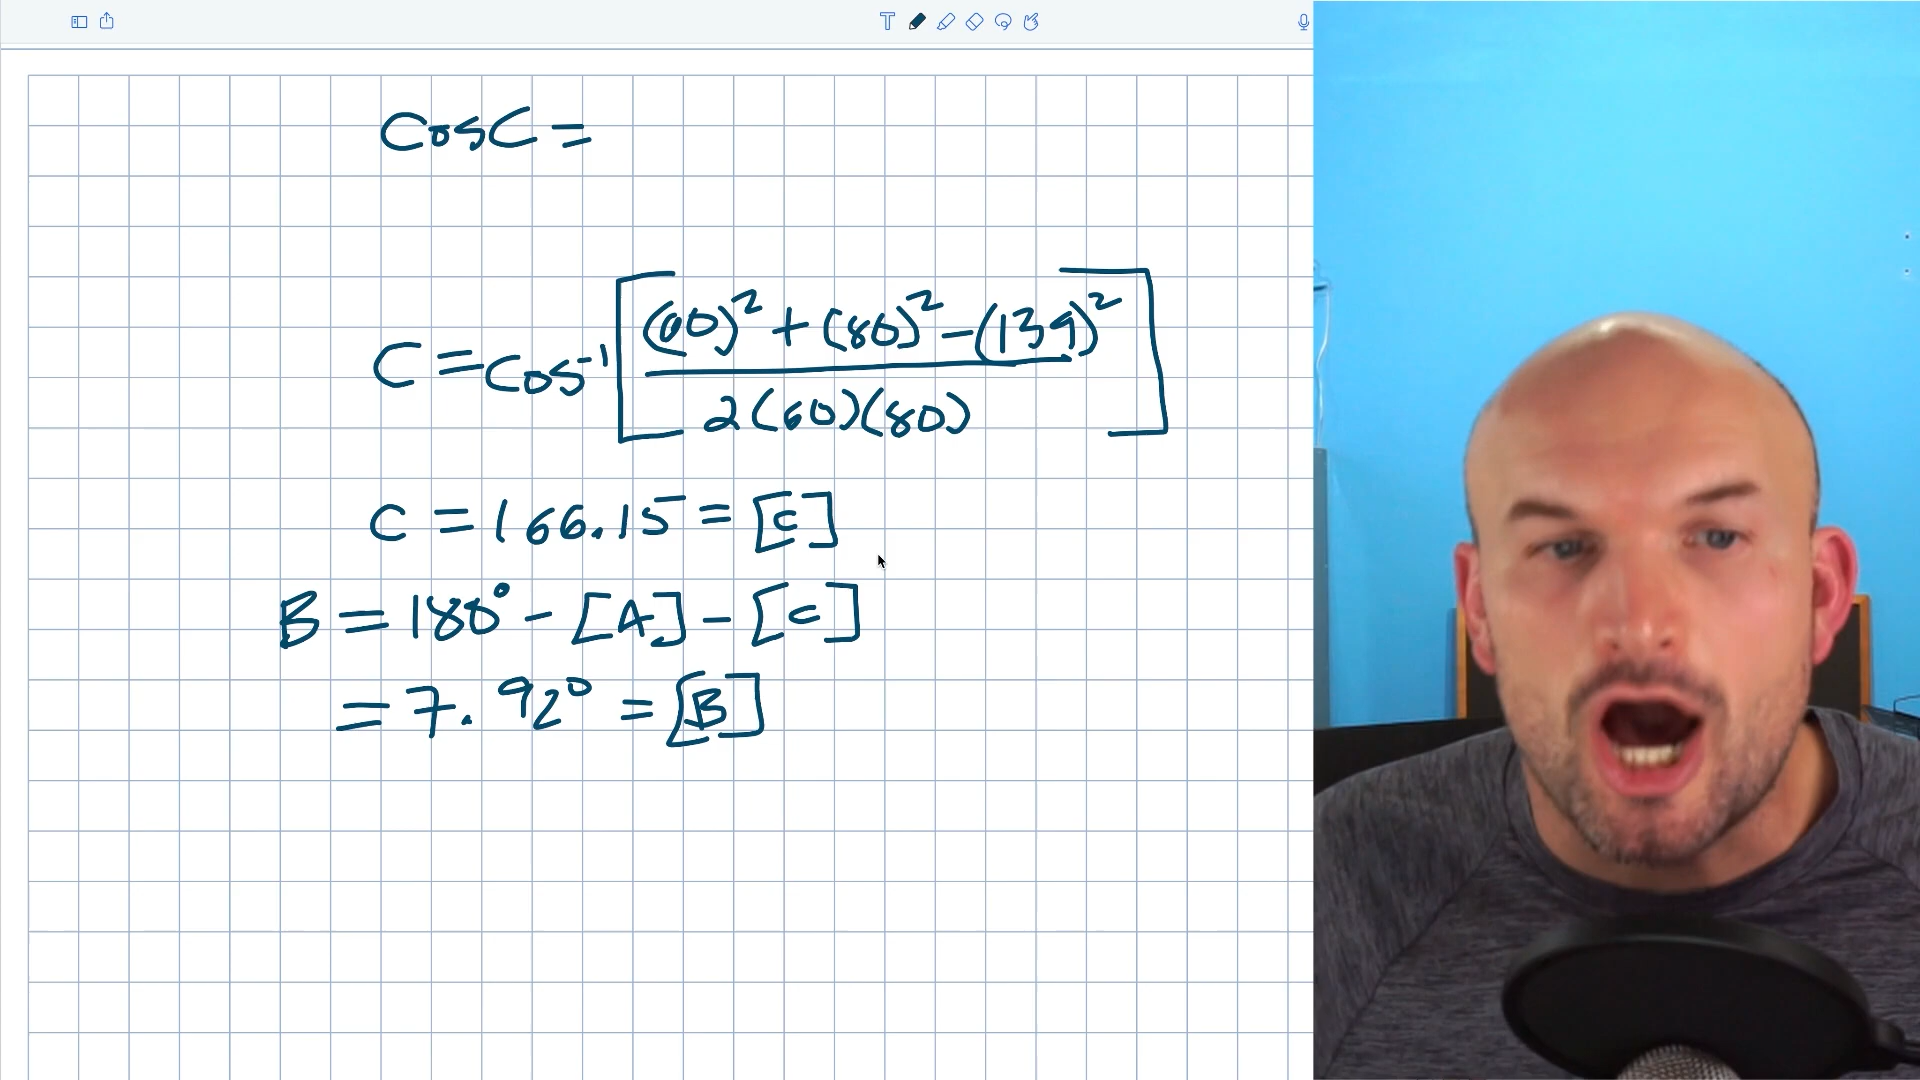 CosC =
C = Cos⁻¹ [ (60)² + (80)² - (139)² / 2(60)(80) ]
C = 166.15 = [C]
B = 180° - [A] - [C]
= 7.92° = [B]